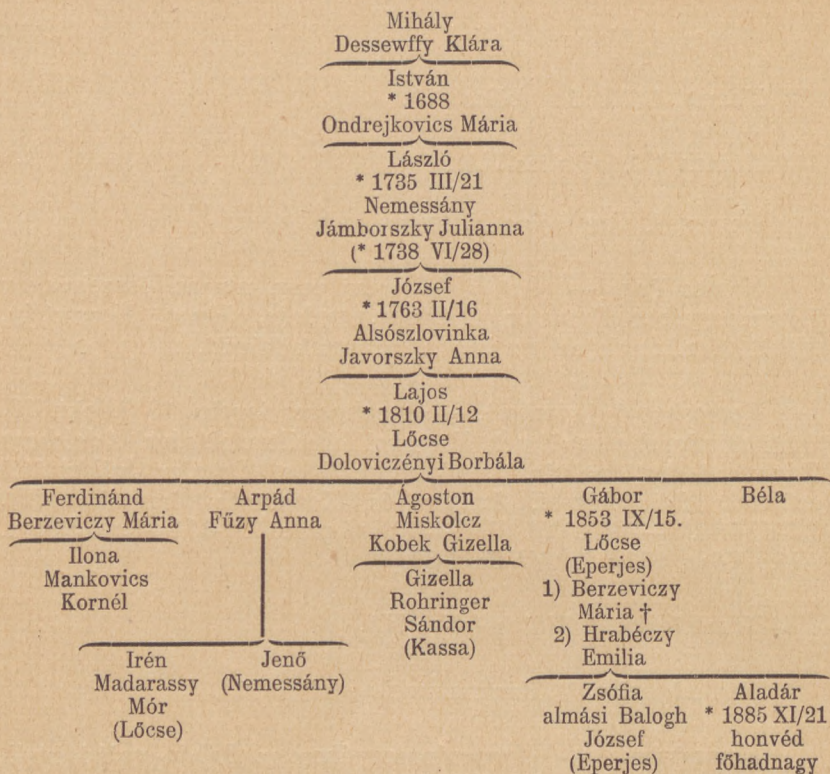 Mihály
Dessewffy Klára
István
* 1688
Ondrejkovics Mária
László
* 1735 III/21
Nemessány
Jámborszky Julianna
(* 1738 VI/28)
József
* 1763 II/16
Alsószlovinka
Javorszky Anna
Lajos
* 1810 II/12
Lőcse
Doloviczényi Borbála
Ferdinánd
Berzeviczy Mária
Ilona
Mankovics
Kornél
Arpád
Fűzy Anna
Irén
Madarassy
Mór
(Lőcse)
Jenő
(Nemessány)
Ágoston
Miskolcz
Kobek Gizella
Gizella
Rohringer
Sándor
(Kassa)
Gábor
* 1853 IX/15.
Lőcse
(Eperjes)
1) Berzeviczy
Mária †
2) Hrabéczy
Emilia
Zsófia
almási Balogh
József
(Eperjes)
Aladár
* 1885 XI/21
honvéd
főhadnagy
Béla